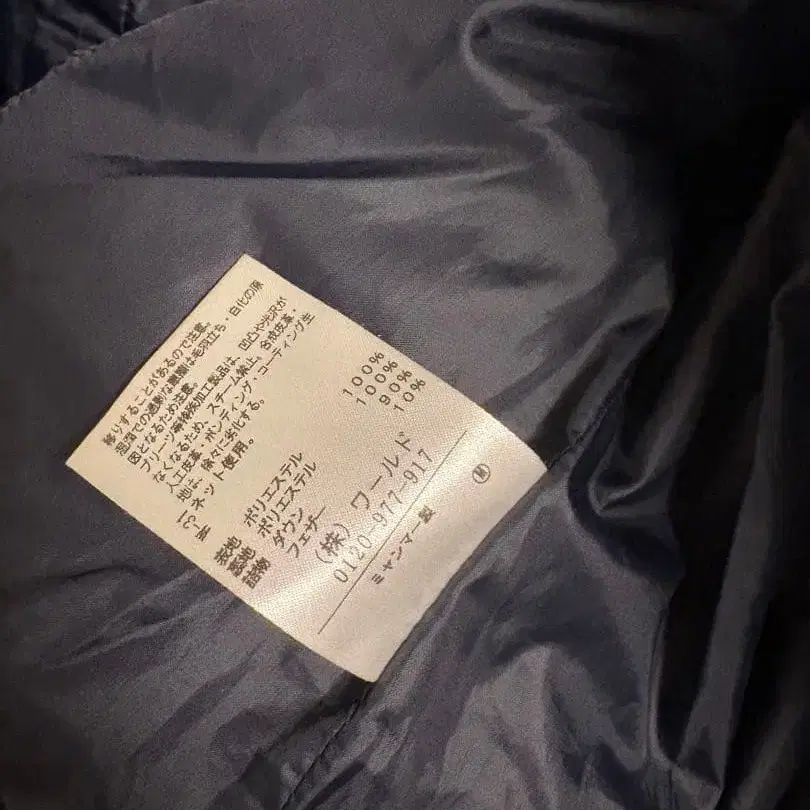 移りすることがあるので注意。
湿潤での過剰な摩擦は毛羽立ち・白化の原
因となるため注意。
プリーツ等後次加工製品は、凹凸や光沢が
なくなるため、スチーム禁止。合成皮革・
人工皮革・ボンディング・コーティング生
地は、徐々に劣化する。
ネット使用。
表地 ポリエステル 100%
裏地 ポリエステル 100%
詰物 ダウン 90%
フェザー 10%
(株) ワールド
0120-977-917
ミャンマー製